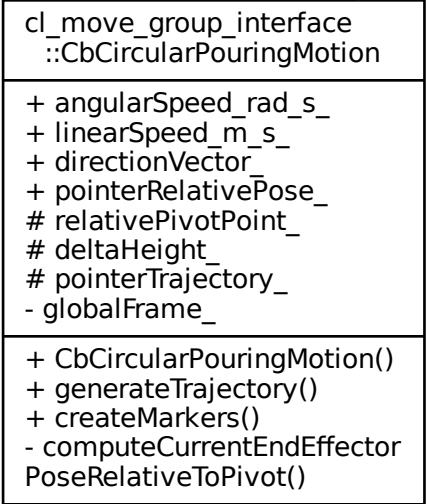 cl_move_group_interface
::CbCircularPouringMotion
+ angularSpeed_rad_s_
+ linearSpeed_m_s_
+ directionVector_
+ pointerRelativePose_
# relativePivotPoint_
# deltaHeight_
# pointerTrajectory_
- globalFrame_
+ CbCircularPouringMotion()
+ generateTrajectory()
+ createMarkers()
- computeCurrentEndEffector
PoseRelativeToPivot()